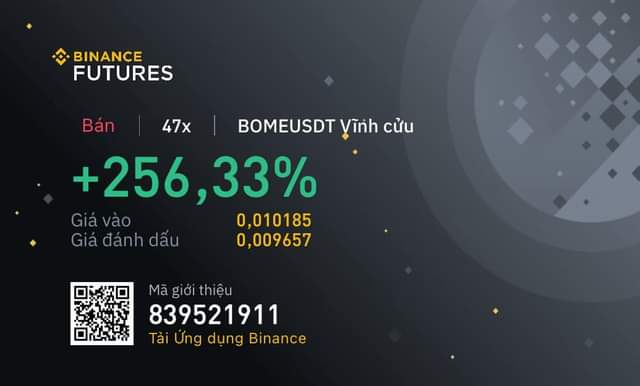 BINANCE
FUTURES
Bán | 47x | BOMEUSDT Vĩnh cửu
+256,33%
Giá vào 0,010185
Giá đánh dấu 0,009657
Mã giới thiệu
839521911
Tải Ứng dụng Binance